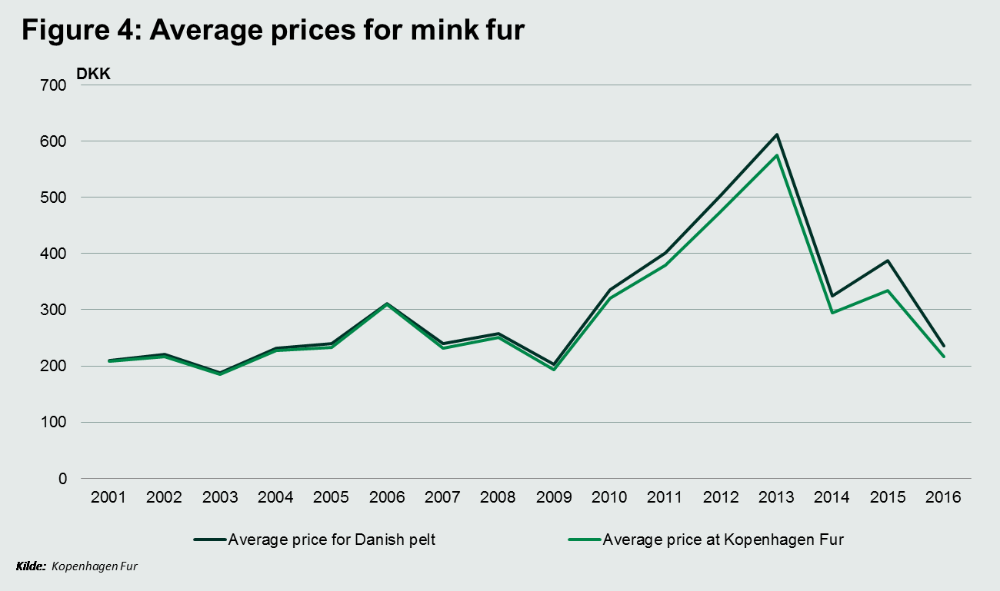 Figure 4: Average prices for mink fur
DKK
700
600
500
400
300
200
100
0
2001 2002 2003 2004 2005 2006 2007 2008 2009 2010 2011 2012 2013 2014 2015 2016
Average price for Danish pelt Average price at Kopenhagen Fur
Kilde: Kopenhagen Fur